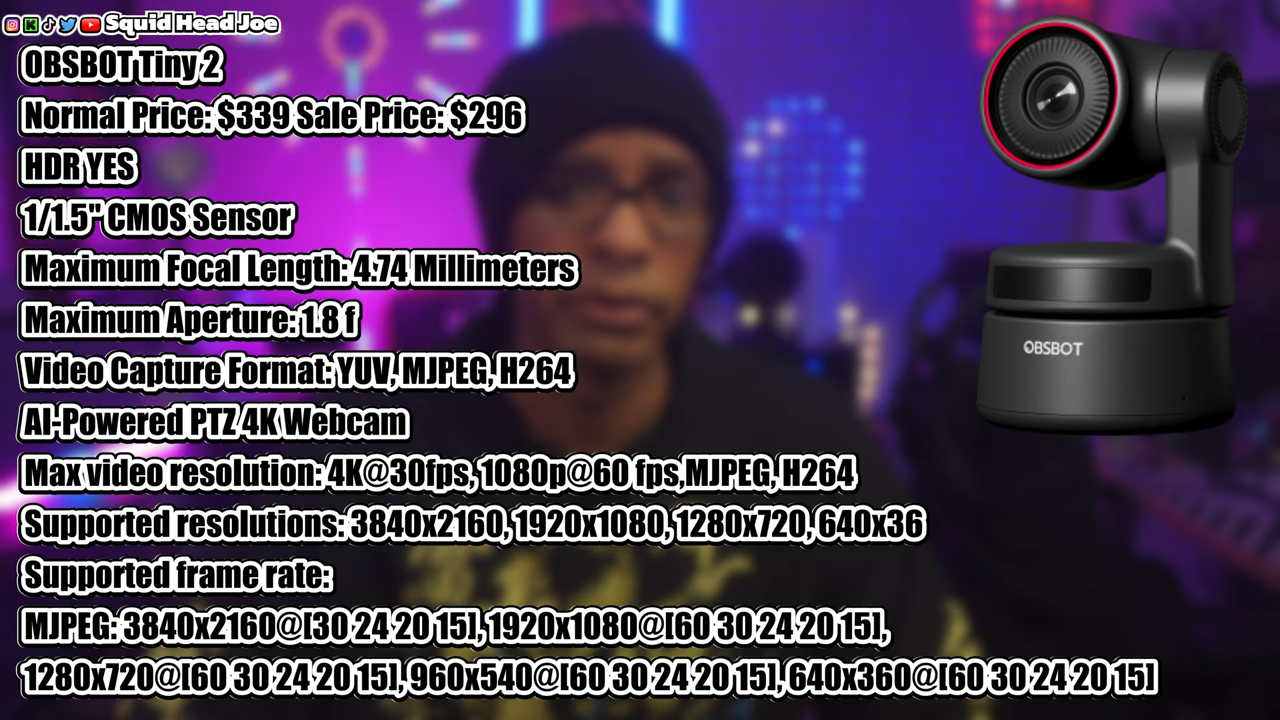 Squid Head Joe
OBSBOT Tiny 2
Normal Price: $339 Sale Price: $296
HDR YES
1/1.5" CMOS Sensor
Maximum Focal Length: 4.74 Millimeters
Maximum Aperture: 1.8 f
Video Capture Format: YUV, MJPEG, H264
AI-Powered PTZ 4K Webcam
Max video resolution: 4K@30fps, 1080p@60 fps,MJPEG, H264
Supported resolutions: 3840x2160, 1920x1080, 1280x720, 640x36
Supported frame rate:
MJPEG: 3840x2160@[30 24 20 15], 1920x1080@[60 30 24 20 15],
1280x720@[60 30 24 20 15], 960x540@[60 30 24 20 15], 640x360@[60 30 24 20 15]
OBSBOT